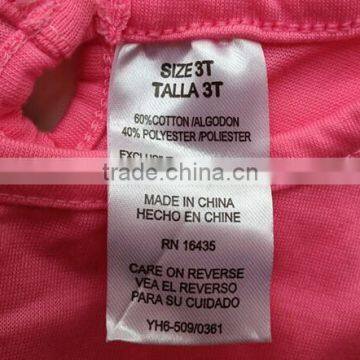 SIZE 3T
TALLA 3T
60%COTTON/ALGODON
40% POLYESTER/POLIESTER
trade.china.cn
MADE IN CHINA
HECHO EN CHINE
RN 16435
CARE ON REVERSE
VEA EL REVERSO
PARA SU CUIDADO
YH6-509/0361